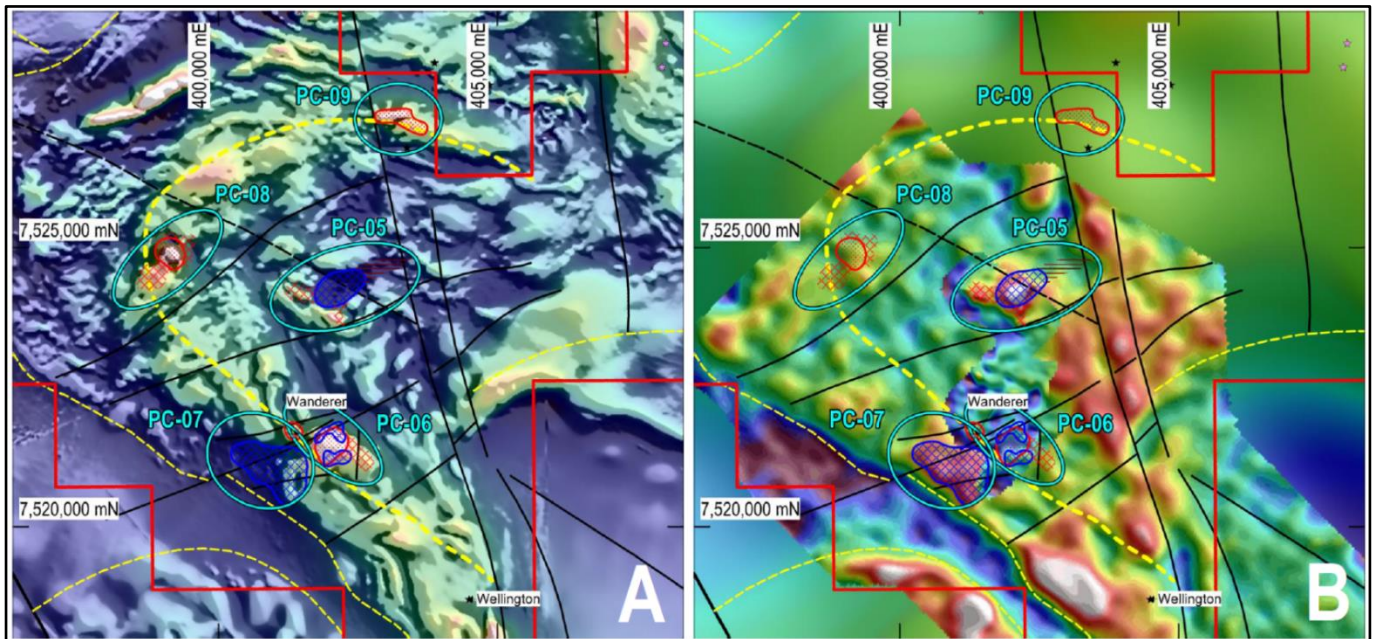 400,000 mE
405,000 mE
PC-09
PC-08
7,525,000 mN
PC-05
PC-07
Wanderer
PC-06
7,520,000 mN
Wellington
A
400,000 mE
405,000 mE
PC-09
PC-08
7,525,000 mN
PC-05
PC-07
Wanderer
PC-06
7,520,000 mN
Wellington
B